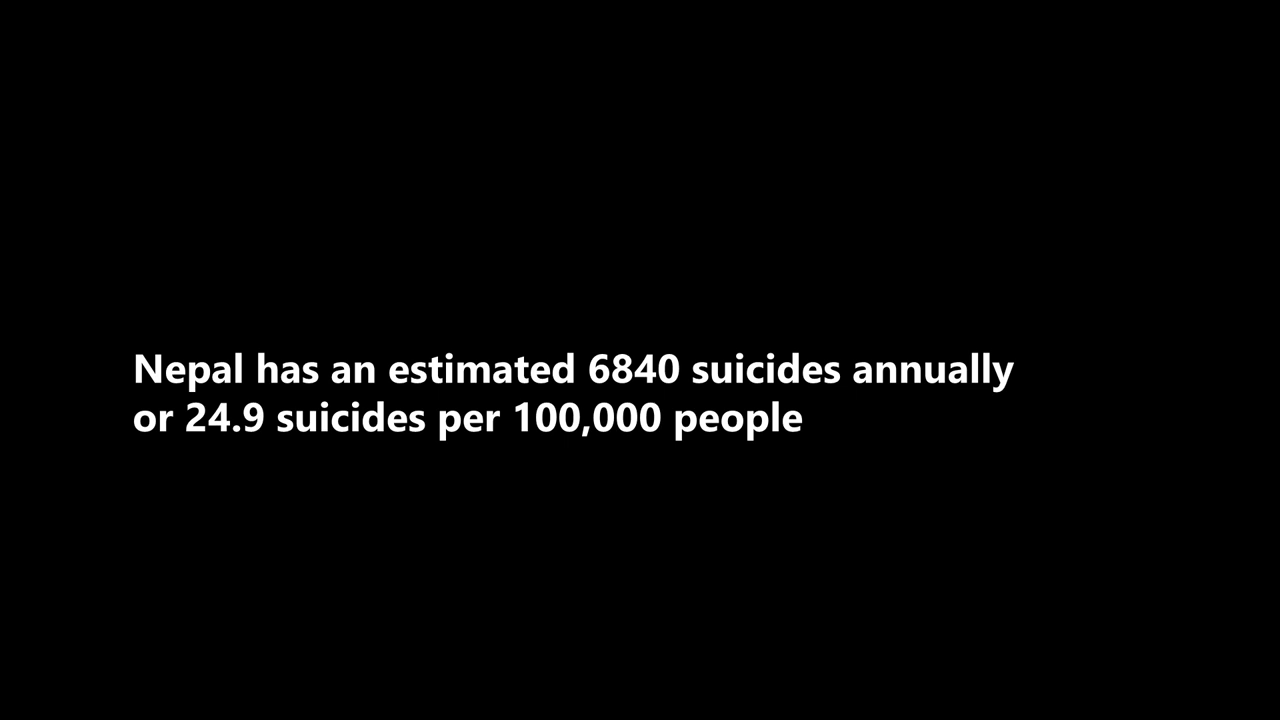 Nepal has an estimated 6840 suicides annually
or 24.9 suicides per 100,000 people